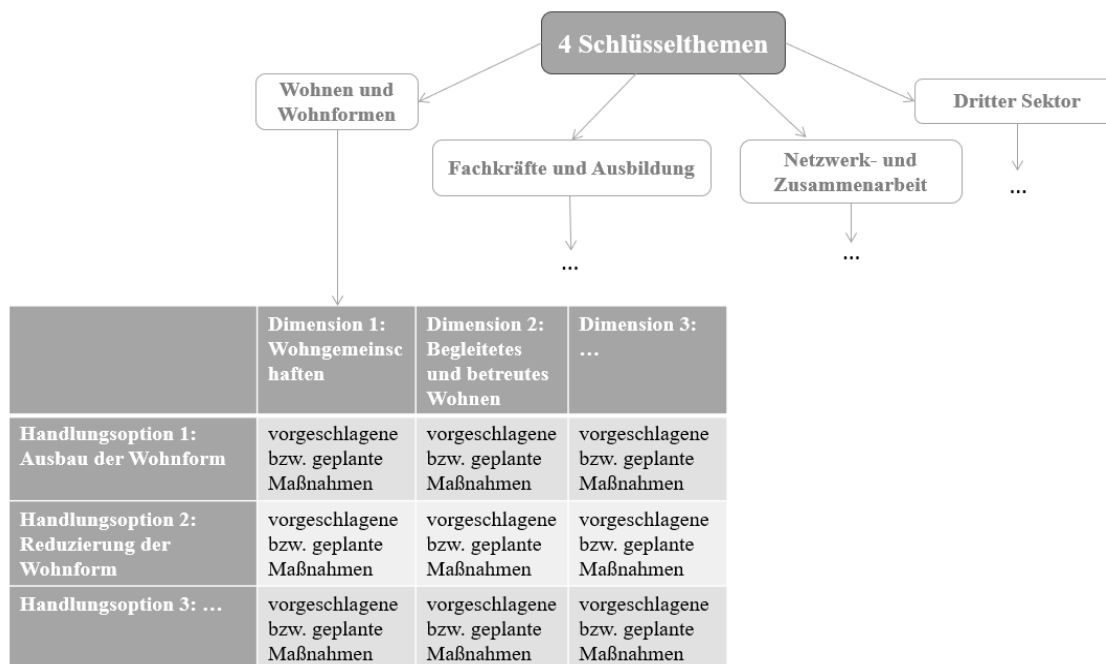 4 Schlüsselthemen
Wohnen und
Wohnformen
Dritter Sektor
Fachkräfte und Ausbildung
Netzwerk- und
Zusammenarbeit
...
...
...
Dimension 1:
Wohngemeinsc
haften
Dimension 2:
Begleitetes
und betreutes
Wohnen
Dimension 3:
…
Handlungsoption 1:
Ausbau der Wohnform
vorgeschlagene
bzw. geplante
Maßnahmen
vorgeschlagene
bzw. geplante
Maßnahmen
vorgeschlagene
bzw. geplante
Maßnahmen
Handlungsoption 2:
Reduzierung der
Wohnform
vorgeschlagene
bzw. geplante
Maßnahmen
vorgeschlagene
bzw. geplante
Maßnahmen
vorgeschlagene
bzw. geplante
Maßnahmen
Handlungsoption 3: …
vorgeschlagene
bzw. geplante
Maßnahmen
vorgeschlagene
bzw. geplante
Maßnahmen
vorgeschlagene
bzw. geplante
Maßnahmen